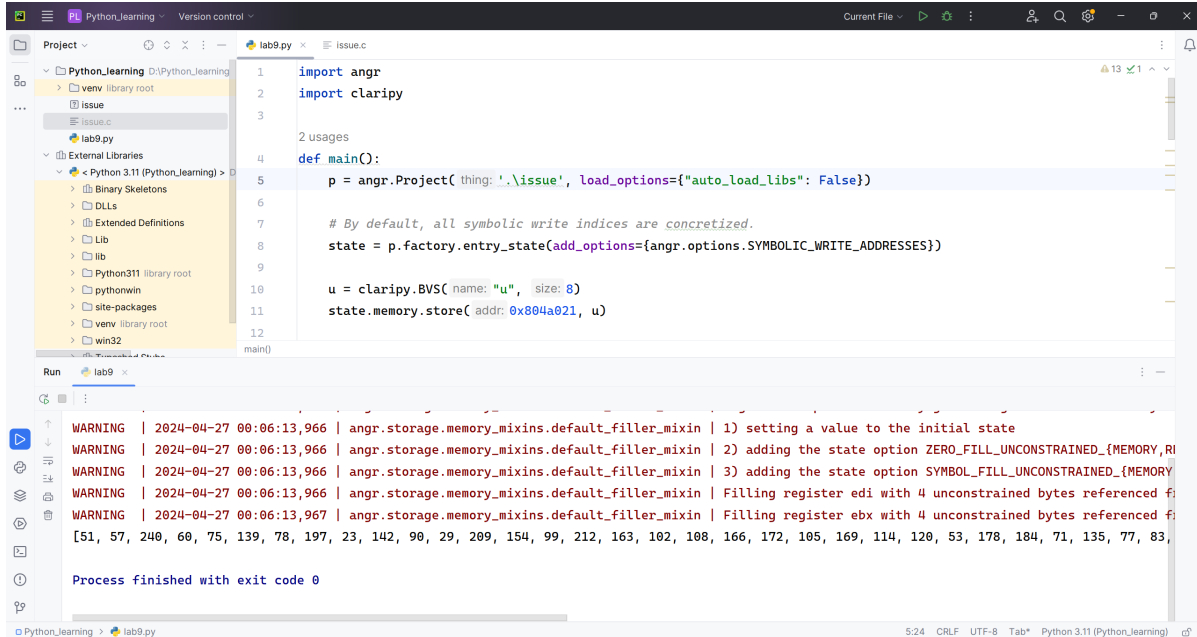 PL Python_learning Version control Current File
Project
lab9.py issue.c
Python_learning D:\Python_learning
venv library root
issue
issue.c
lab9.py
External Libraries
< Python 3.11 (Python_learning) > D
Binary Skeletons
DLLs
Extended Definitions
Lib
lib
Python311 library root
pythonwin
site-packages
venv library root
win32
Typeshed Stubs
13 1
1 import angr
2 import claripy
3
2 usages
4 def main():
5 p = angr.Project( thing: '.\issue', load_options={"auto_load_libs": False})
6
7 # By default, all symbolic write indices are concretized.
8 state = p.factory.entry_state(add_options={angr.options.SYMBOLIC_WRITE_ADDRESSES})
9
10 u = claripy.BVS( name: "u", size: 8)
11 state.memory.store( addr: 0x804a021, u)
12
main()
Run lab9
WARNING | 2024-04-27 00:06:13,966 | angr.storage.memory_mixins.default_filler_mixin | 1) setting a value to the initial state
WARNING | 2024-04-27 00:06:13,966 | angr.storage.memory_mixins.default_filler_mixin | 2) adding the state option ZERO_FILL_UNCONSTRAINED_{MEMORY,RE
WARNING | 2024-04-27 00:06:13,966 | angr.storage.memory_mixins.default_filler_mixin | 3) adding the state option SYMBOL_FILL_UNCONSTRAINED_{MEMORY
WARNING | 2024-04-27 00:06:13,966 | angr.storage.memory_mixins.default_filler_mixin | Filling register edi with 4 unconstrained bytes referenced fr
WARNING | 2024-04-27 00:06:13,967 | angr.storage.memory_mixins.default_filler_mixin | Filling register ebx with 4 unconstrained bytes referenced fr
[51, 57, 240, 60, 75, 139, 78, 197, 23, 142, 90, 29, 209, 154, 99, 212, 163, 102, 108, 166, 172, 105, 169, 114, 120, 53, 178, 184, 71, 135, 77, 83,
Process finished with exit code 0
Python_learning > lab9.py 5:24 CRLF UTF-8 Tab* Python 3.11 (Python_learning)